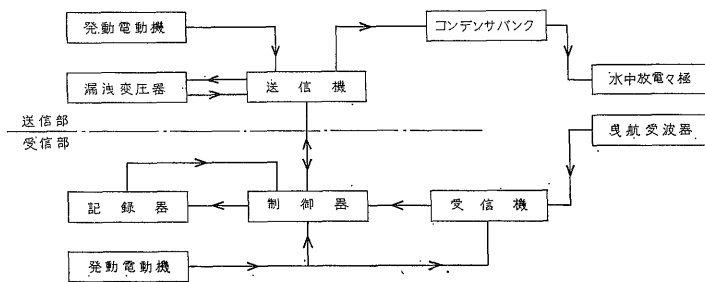 発動電動機
コンデンサバンク
漏洩変圧器
送信機
水中放電々極
送信部
受信部
曳航受波器
記録器
制御器
受信機
発動電動機